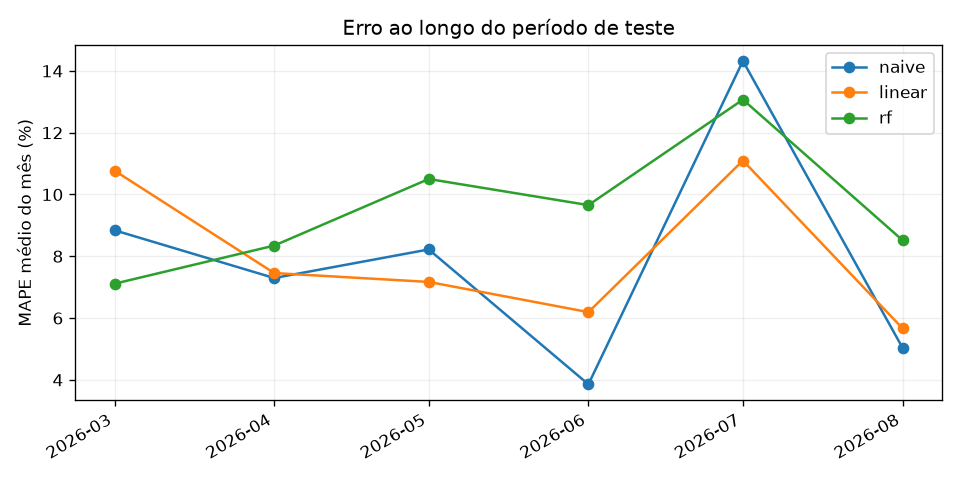 Erro ao longo do período de teste
MAPE médio do mês (%)
14
12
10
8
6
4
naive
linear
rf
2026-03
2026-04
2026-05
2026-06
2026-07
2026-08